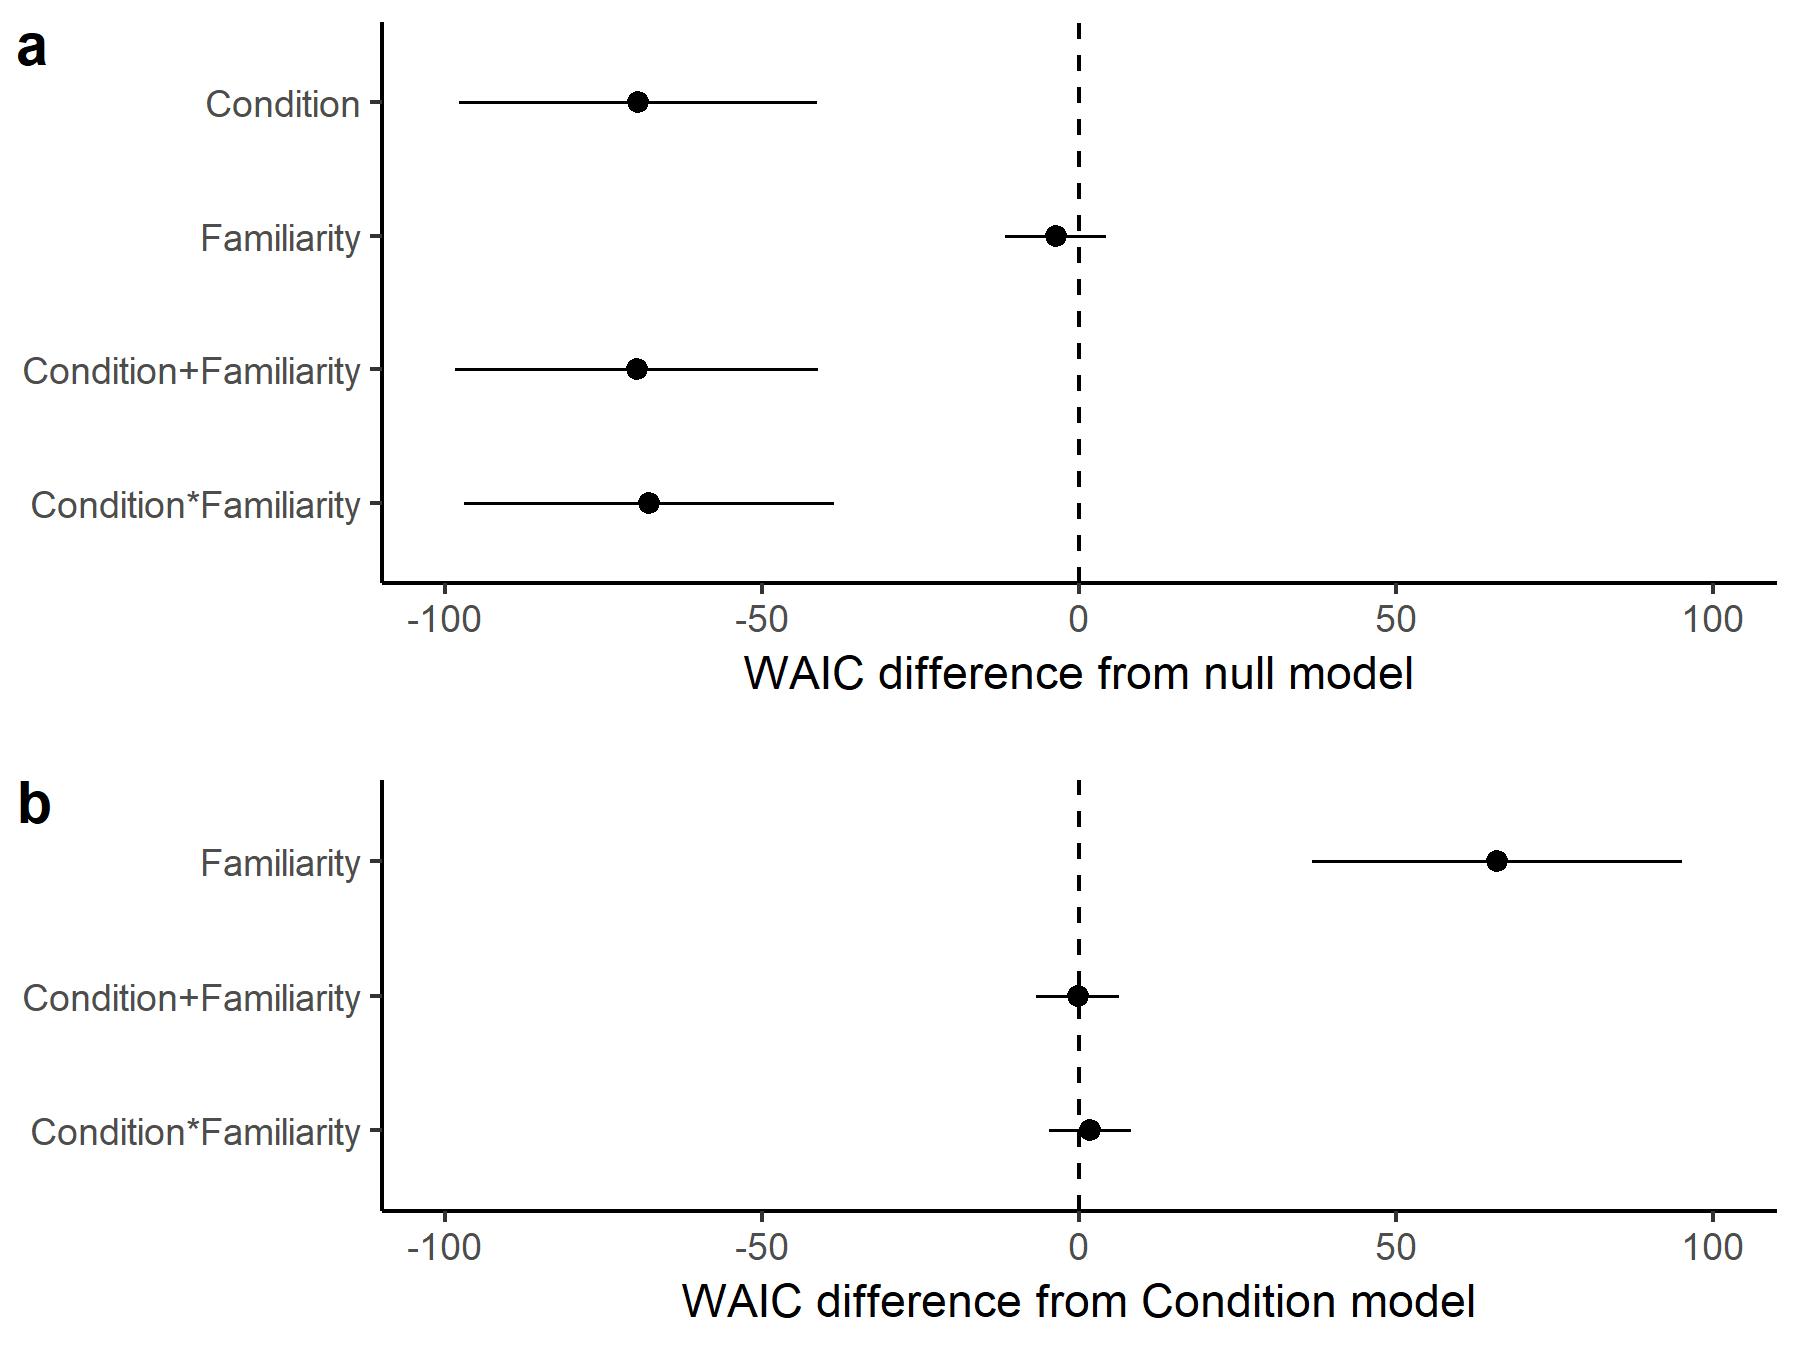 a
Condition
Familiarity
Condition+Familiarity
Condition*Familiarity
-100 -50 0 50 100
WAIC difference from null model
b
Familiarity
Condition+Familiarity
Condition*Familiarity
-100 -50 0 50 100
WAIC difference from Condition model